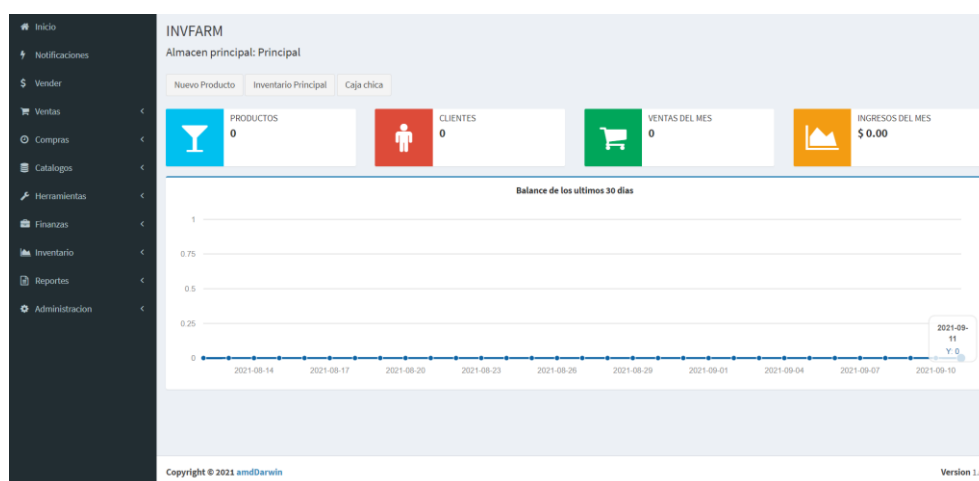 Inicio
Notificaciones
Vender
Ventas
Compras
Catalogos
Herramientas
Finanzas
Inventario
Reportes
Administracion
INVFARM
Almacen principal: Principal
Nuevo Producto Inventario Principal Caja chica
PRODUCTOS
0
CLIENTES
0
VENTAS DEL MES
0
INGRESOS DEL MES
$ 0.00
Balance de los ultimos 30 dias
1
0.75
0.5
0.25
0
2021-09-
11
Y: 0
2021-08-14 2021-08-17 2021-08-20 2021-08-23 2021-08-26 2021-08-29 2021-09-01 2021-09-04 2021-09-07 2021-09-10
Copyright © 2021 amdDarwin
Version 1.